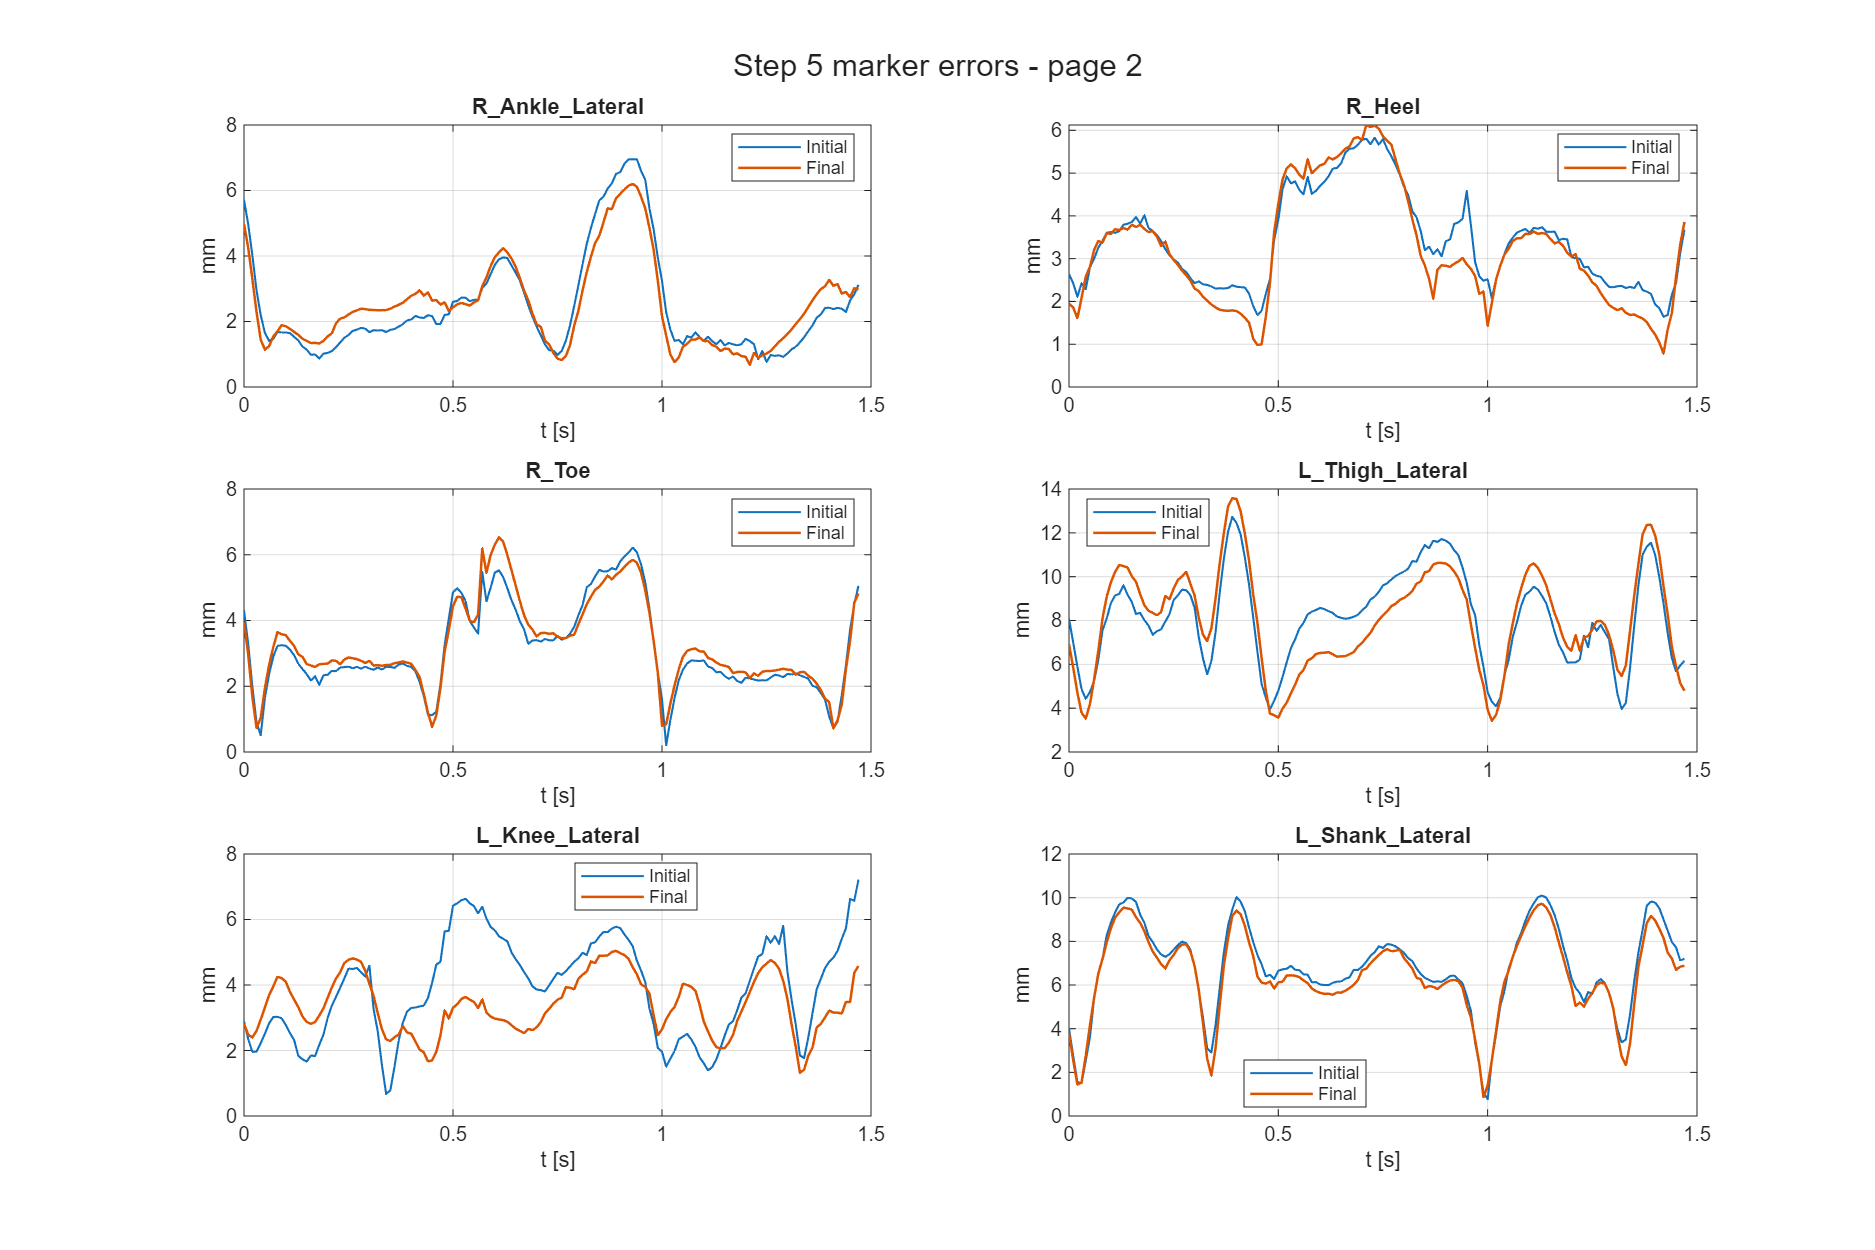 Step 5 marker errors - page 2
R_Ankle_Lateral
8
6
4
2
0
mm
0 0.5 1 1.5
t [s]
Initial
Final
R_Heel
6
5
4
3
2
1
0
mm
0 0.5 1 1.5
t [s]
Initial
Final
R_Toe
8
6
4
2
0
mm
0 0.5 1 1.5
t [s]
Initial
Final
L_Thigh_Lateral
14
12
10
8
6
4
2
mm
0 0.5 1 1.5
t [s]
Initial
Final
L_Knee_Lateral
8
6
4
2
0
mm
0 0.5 1 1.5
t [s]
Initial
Final
L_Shank_Lateral
12
10
8
6
4
2
0
mm
0 0.5 1 1.5
t [s]
Initial
Final